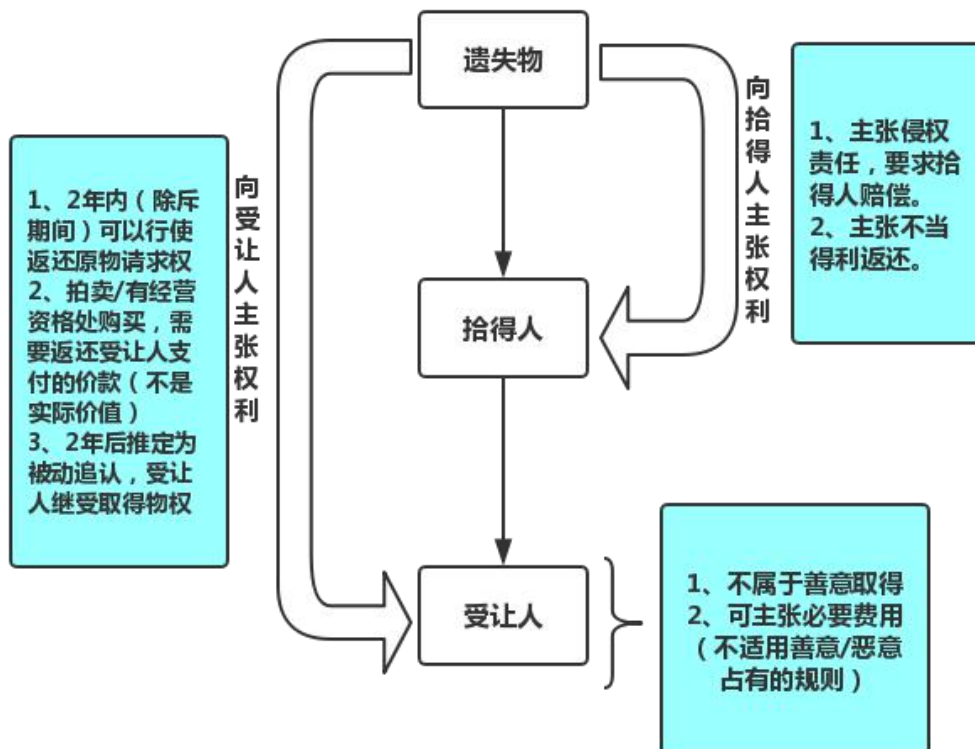 遗失物
向拾得人主张权利
1、主张侵权
责任，要求拾
得人赔偿。
2、主张不当
得利返还。
向受让人主张权利
1、2年内（除斥
期间）可以行使
返还原物请求权
2、拍卖/有经营
资格处购买，需
要返还受让人支
付的价款（不是
实际价值）
3、2年后推定为
被动追认，受让
人继受取得物权
拾得人
受让人
1、不属于善意取得
2、可主张必要费用
（不适用善意/恶意
占有的规则）